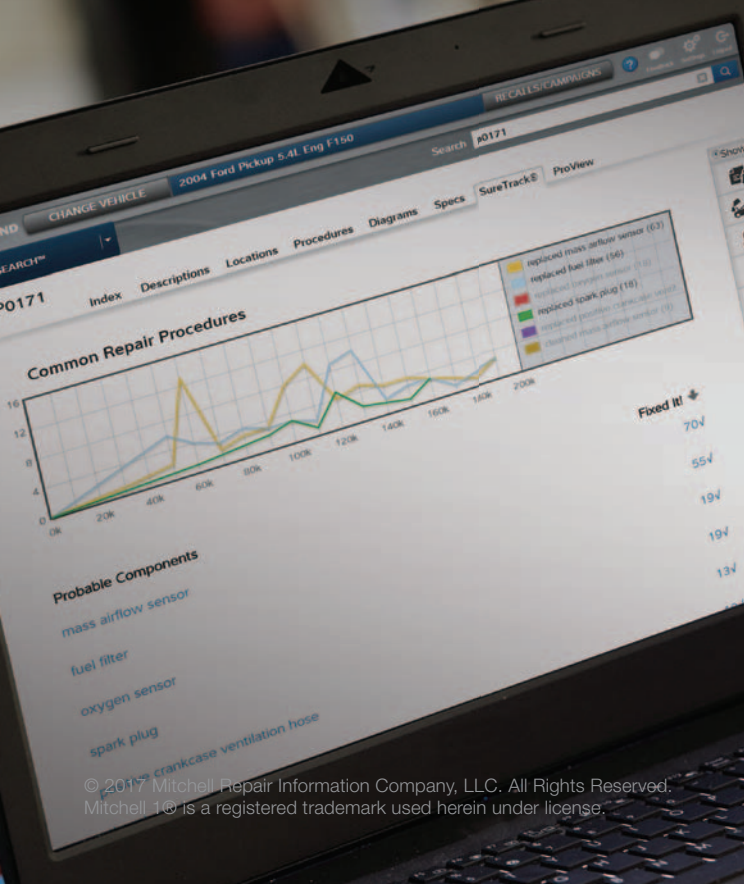 RECALLS/CAMPAIGNS
ND CHANGE VEHICLE 2004 Ford Pickup 5.4L Eng F150
Search p0171
EARCH℠
P0171
Index Descriptions Locations Procedures Diagrams Specs SureTrack® ProView
Common Repair Procedures
replaced mass airflow sensor (63)
replaced fuel filter (56)
replaced spark plug (18)
16
12
8
4
0
0k 20k 40k 60k 80k 100k 120k 140k 160k 180k 200k
Fixed It!
Probable Components
mass airflow sensor 70√
fuel filter 55√
oxygen sensor 19√
spark plug 19√
crankcase ventilation hose 13√
© 2017 Mitchell Repair Information Company, LLC. All Rights Reserved.
Mitchell 1® is a registered trademark used herein under license.